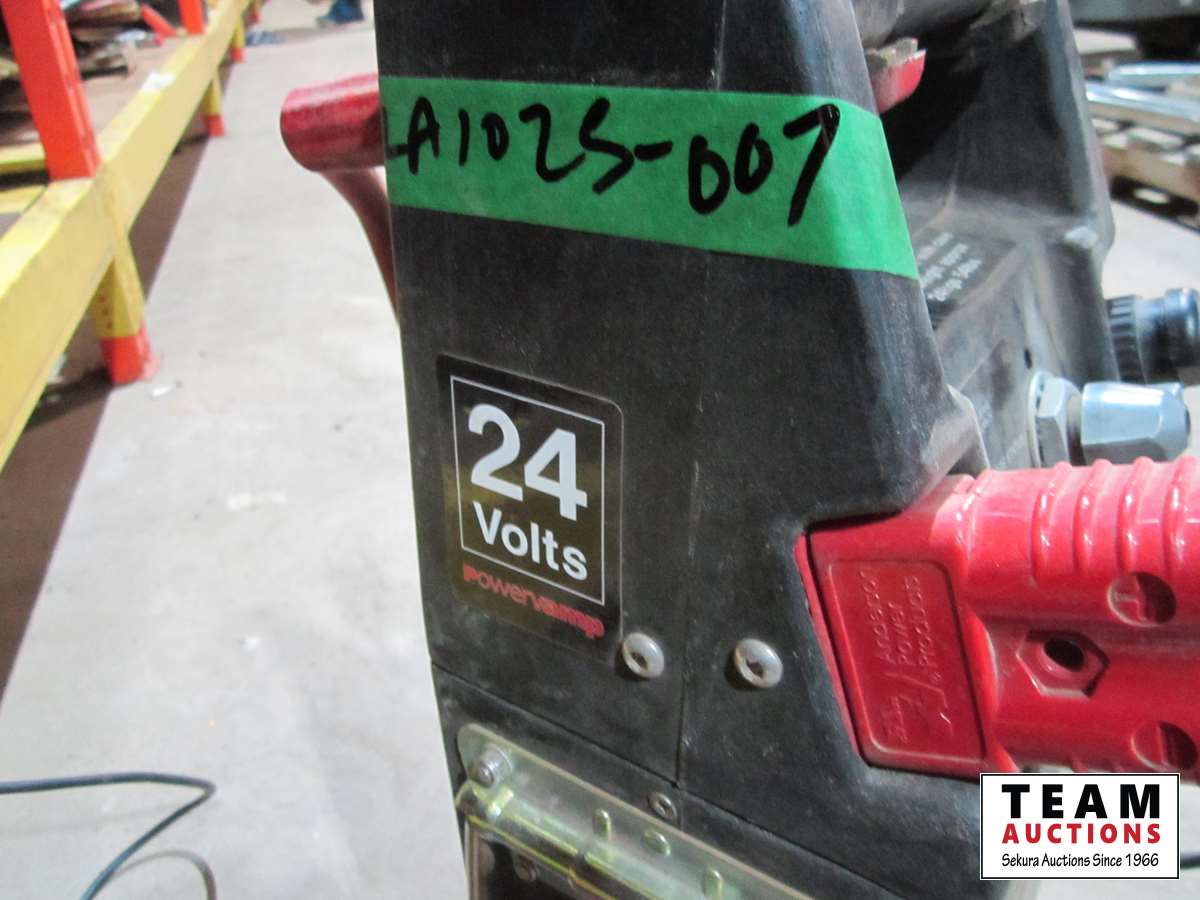 A1025-007
24
Volts
powervamp
ANDERSON
POWER
PRODUCTS
TEAM
AUCTIONS
Sekura Auctions Since 1966